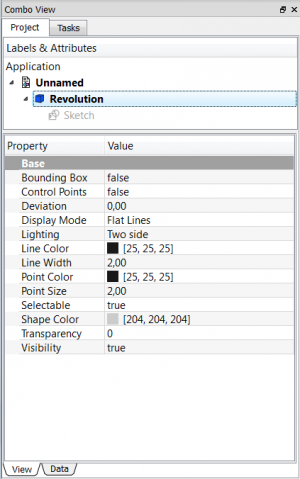 Combo View
Project Tasks
Labels & Attributes
Application
Unnamed
Revolution
Sketch
Property Value
Base
Bounding Box false
Control Points false
Deviation 0,00
Display Mode Flat Lines
Lighting Two side
Line Color [25, 25, 25]
Line Width 2,00
Point Color [25, 25, 25]
Point Size 2,00
Selectable true
Shape Color [204, 204, 204]
Transparency 0
Visibility true
View Data